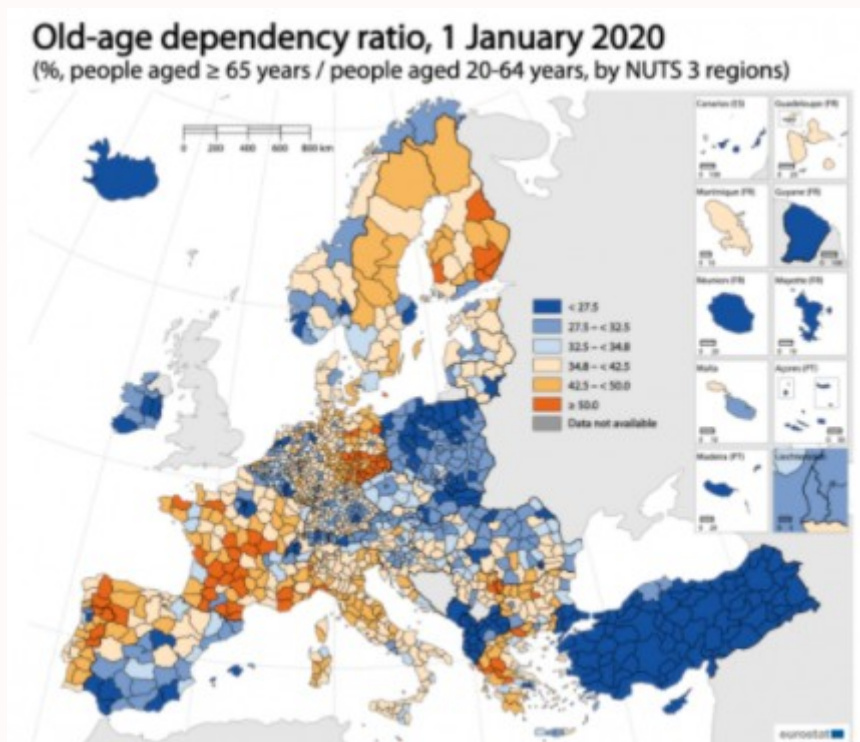 Old-age dependency ratio, 1 January 2020
(%, people aged ≥ 65 years / people aged 20-64 years, by NUTS 3 regions)
0 200 400 600 800 km
Canarias (ES)
Guadeloupe (FR)
Martinique (FR)
Guyane (FR)
Réunion (FR)
Mayotte (FR)
Malta
Açores (PT)
Madeira (PT)
Liechtenstein
< 27.5
27.5 – < 32.5
32.5 – < 34.8
34.8 – < 42.5
42.5 – < 50.0
≥ 50.0
Data not available
eurostat